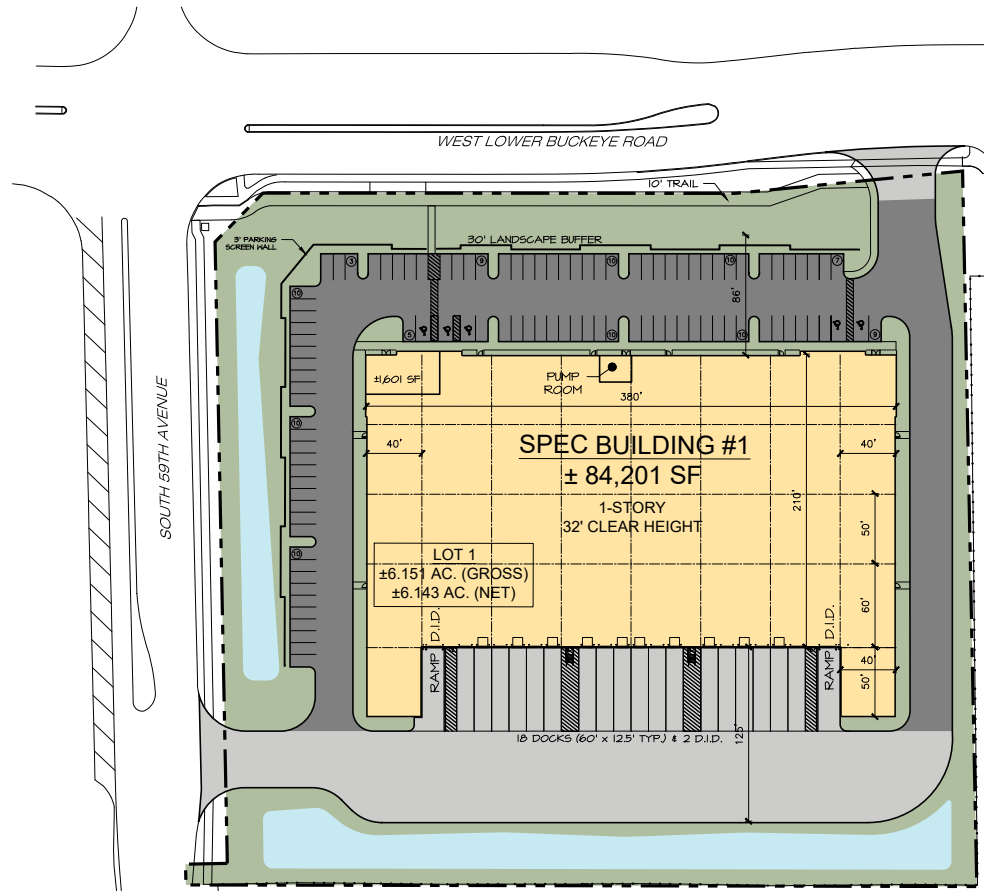 WEST LOWER BUCKEYE ROAD
10' TRAIL
3' PARKING
SCREEN WALL
30' LANDSCAPE BUFFER
3
9
10
10
7
10
86'
5
10
10
9
±1,601 SF
PUMP
ROOM
380'
40'
40'
SPEC BUILDING #1
± 84,201 SF
1-STORY
32' CLEAR HEIGHT
210'
50'
10
SOUTH 59TH AVENUE
LOT 1
±6.151 AC. (GROSS)
±6.143 AC. (NET)
10
60'
RAMP D.I.D.
RAMP D.I.D.
40'
50'
18 DOCKS (60' x 12.5' TYP.) & 2 D.I.D.
125'